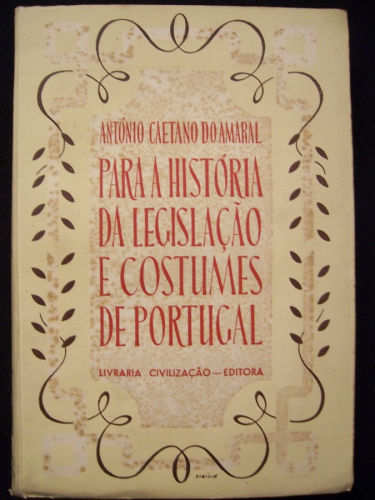 ANTÓNIO CAETANO DO AMARAL
PARA A HISTÓRIA
DA LEGISLAÇÃO
E COSTUMES
DE PORTUGAL
LIVRARIA CIVILIZAÇÃO — EDITORA